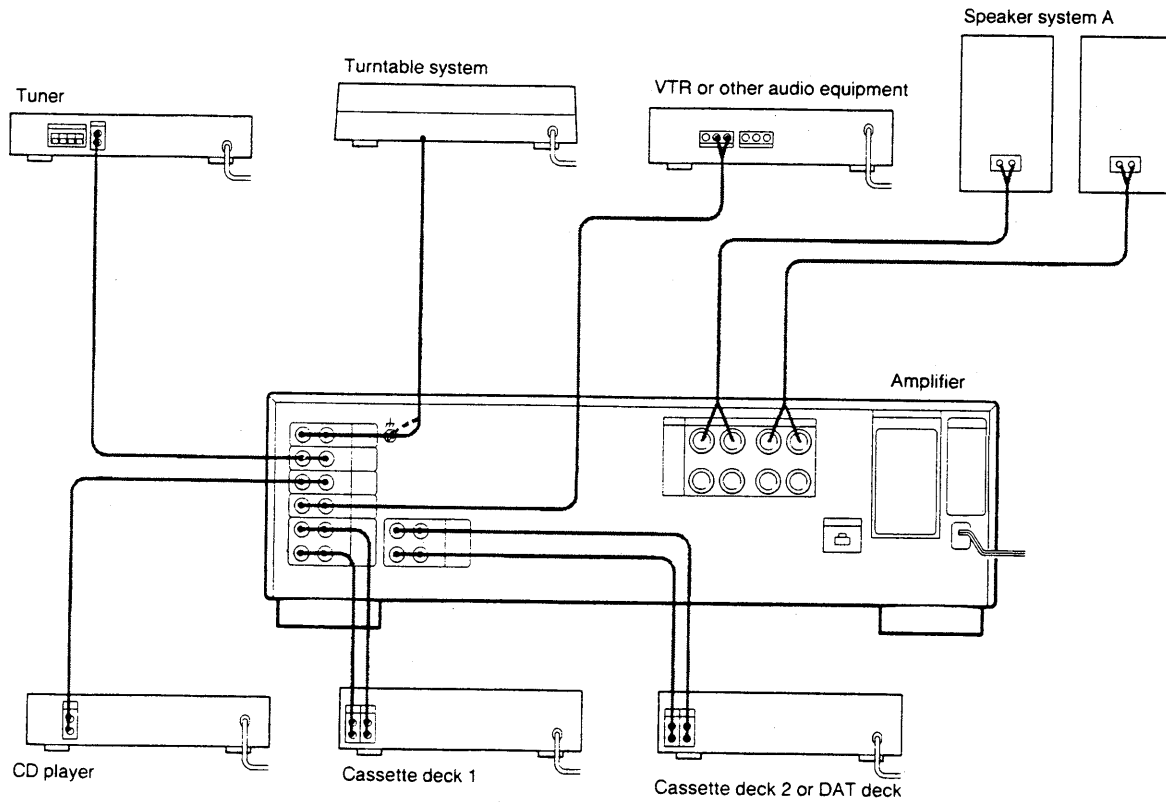 Speaker system A
Turntable system
VTR or other audio equipment
Tuner
Amplifier
CD player
Cassette deck 1
Cassette deck 2 or DAT deck